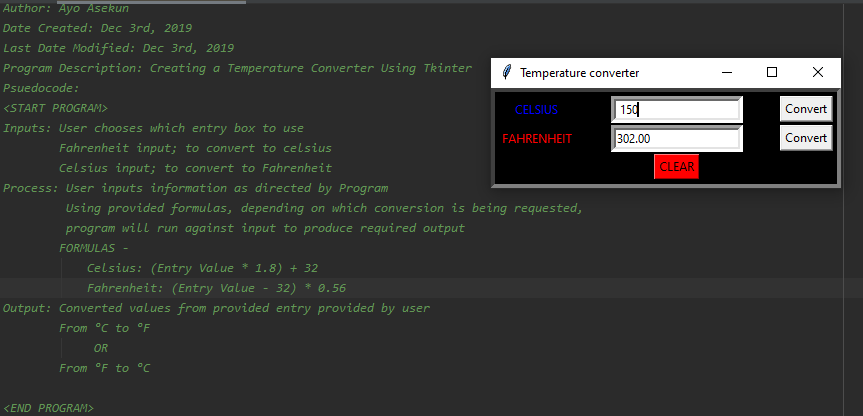 Author: Ayo Asekun
Date Created: Dec 3rd, 2019
Last Date Modified: Dec 3rd, 2019
Program Description: Creating a Temperature Converter Using Tkinter
Psuedocode:
<START PROGRAM>
Inputs: User chooses which entry box to use
Fahrenheit input; to convert to celsius
Celsius input; to convert to Fahrenheit
Process: User inputs information as directed by Program
Using provided formulas, depending on which conversion is being requested,
program will run against input to produce required output
FORMULAS -
Celsius: (Entry Value * 1.8) + 32
Fahrenheit: (Entry Value - 32) * 0.56
Output: Converted values from provided entry provided by user
From °C to °F
OR
From °F to °C
<END PROGRAM>
Temperature converter
CELSIUS 150 Convert
FAHRENHEIT 302.00 Convert
CLEAR